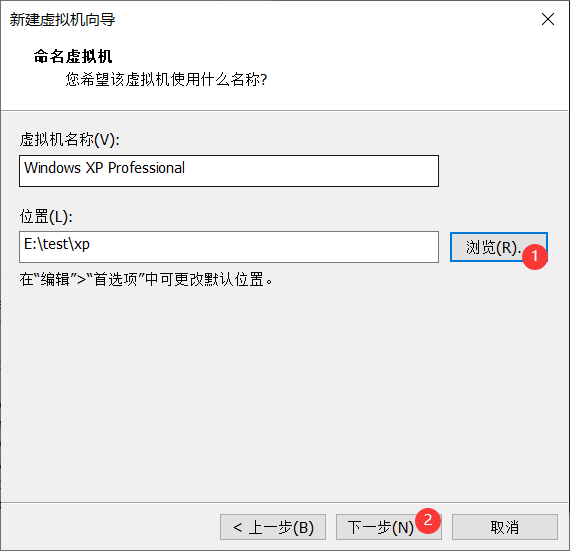 新建虚拟机向导
命名虚拟机
您希望该虚拟机使用什么名称?
虚拟机名称(V):
Windows XP Professional
位置(L):
E:\test\xp
浏览(R)...
1
在“编辑”>“首选项”中可更改默认位置。
< 上一步(B)
下一步(N)
2
取消